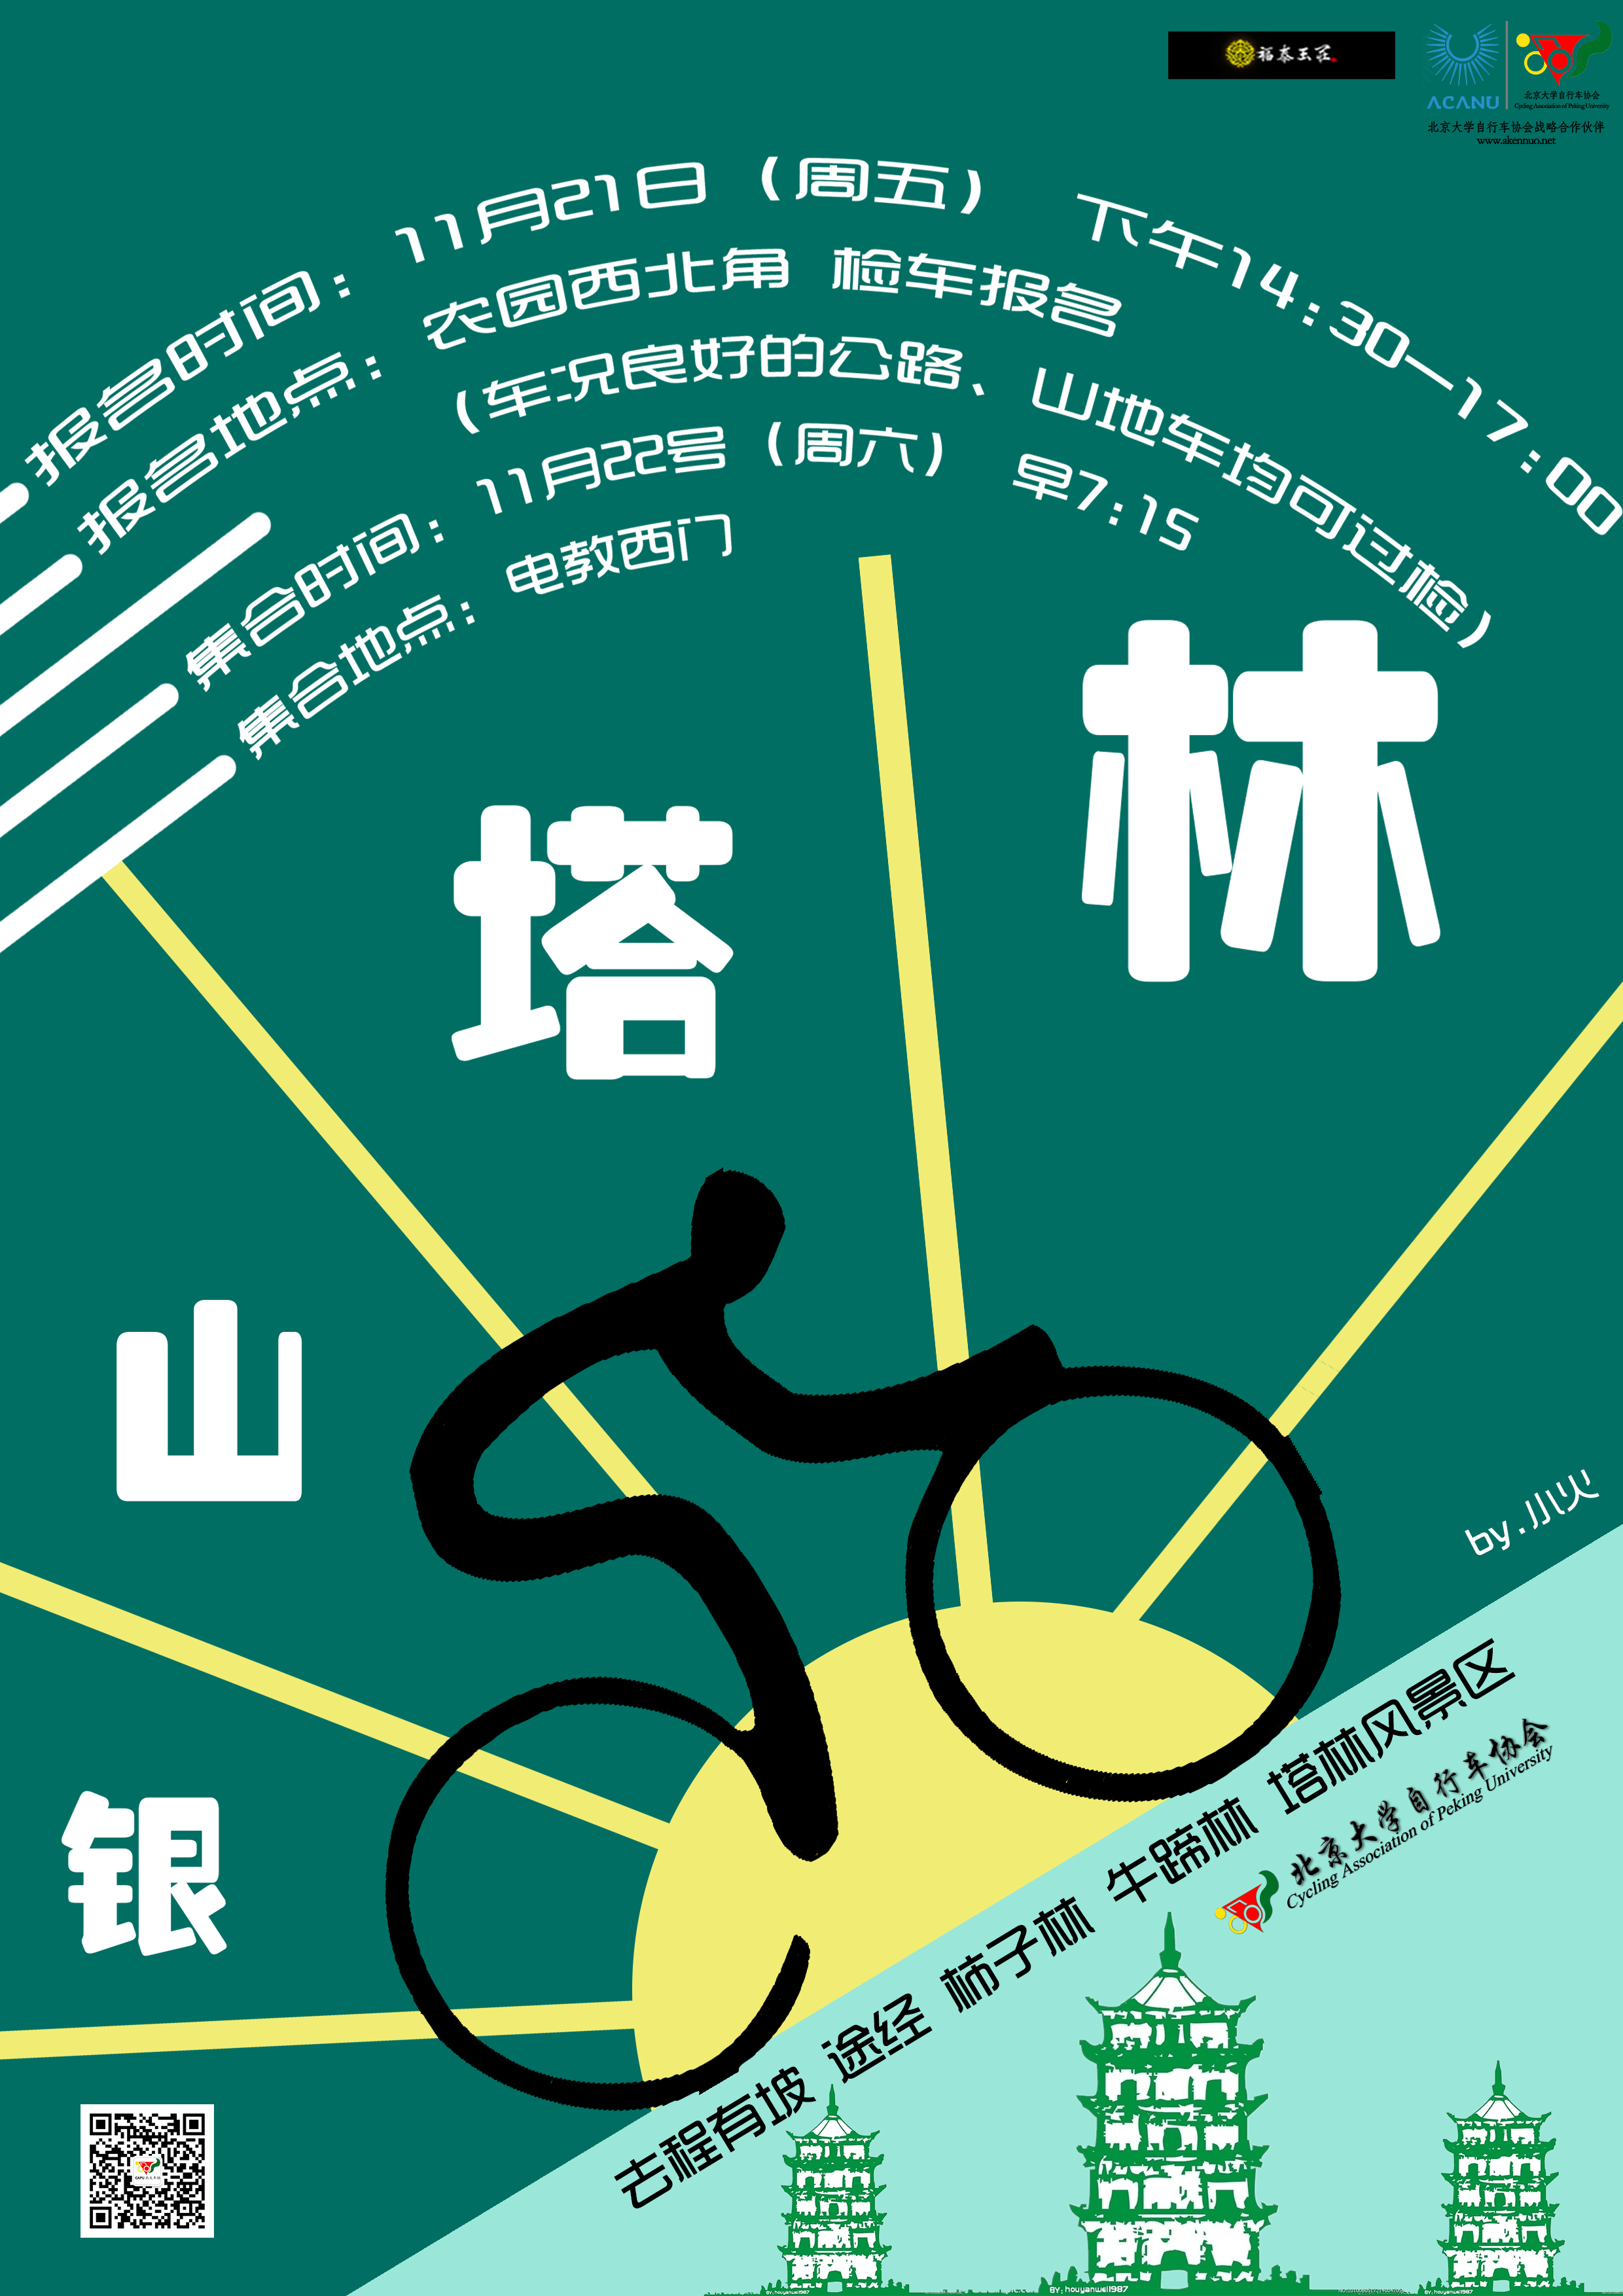 福泰玉莊
ACANU
北京大学自行车协会
Cycling Association of Peking University
北京大学自行车协会战略合作伙伴
www.akennuo.net
报名时间：11月21日（周五） 下午14:30—17:00
报名地点：农园西北角 检车报名
（车况良好的公路、山地车均可过检）
集合时间：11月22号（周六） 早7:15
集合地点：电教西门
银山塔林
by.小火
去程有坡 途经 柿子林 牛蹄林 塔林风景区
北京大学自行车协会
Cycling Association of Peking University
BY: houyanwei1987